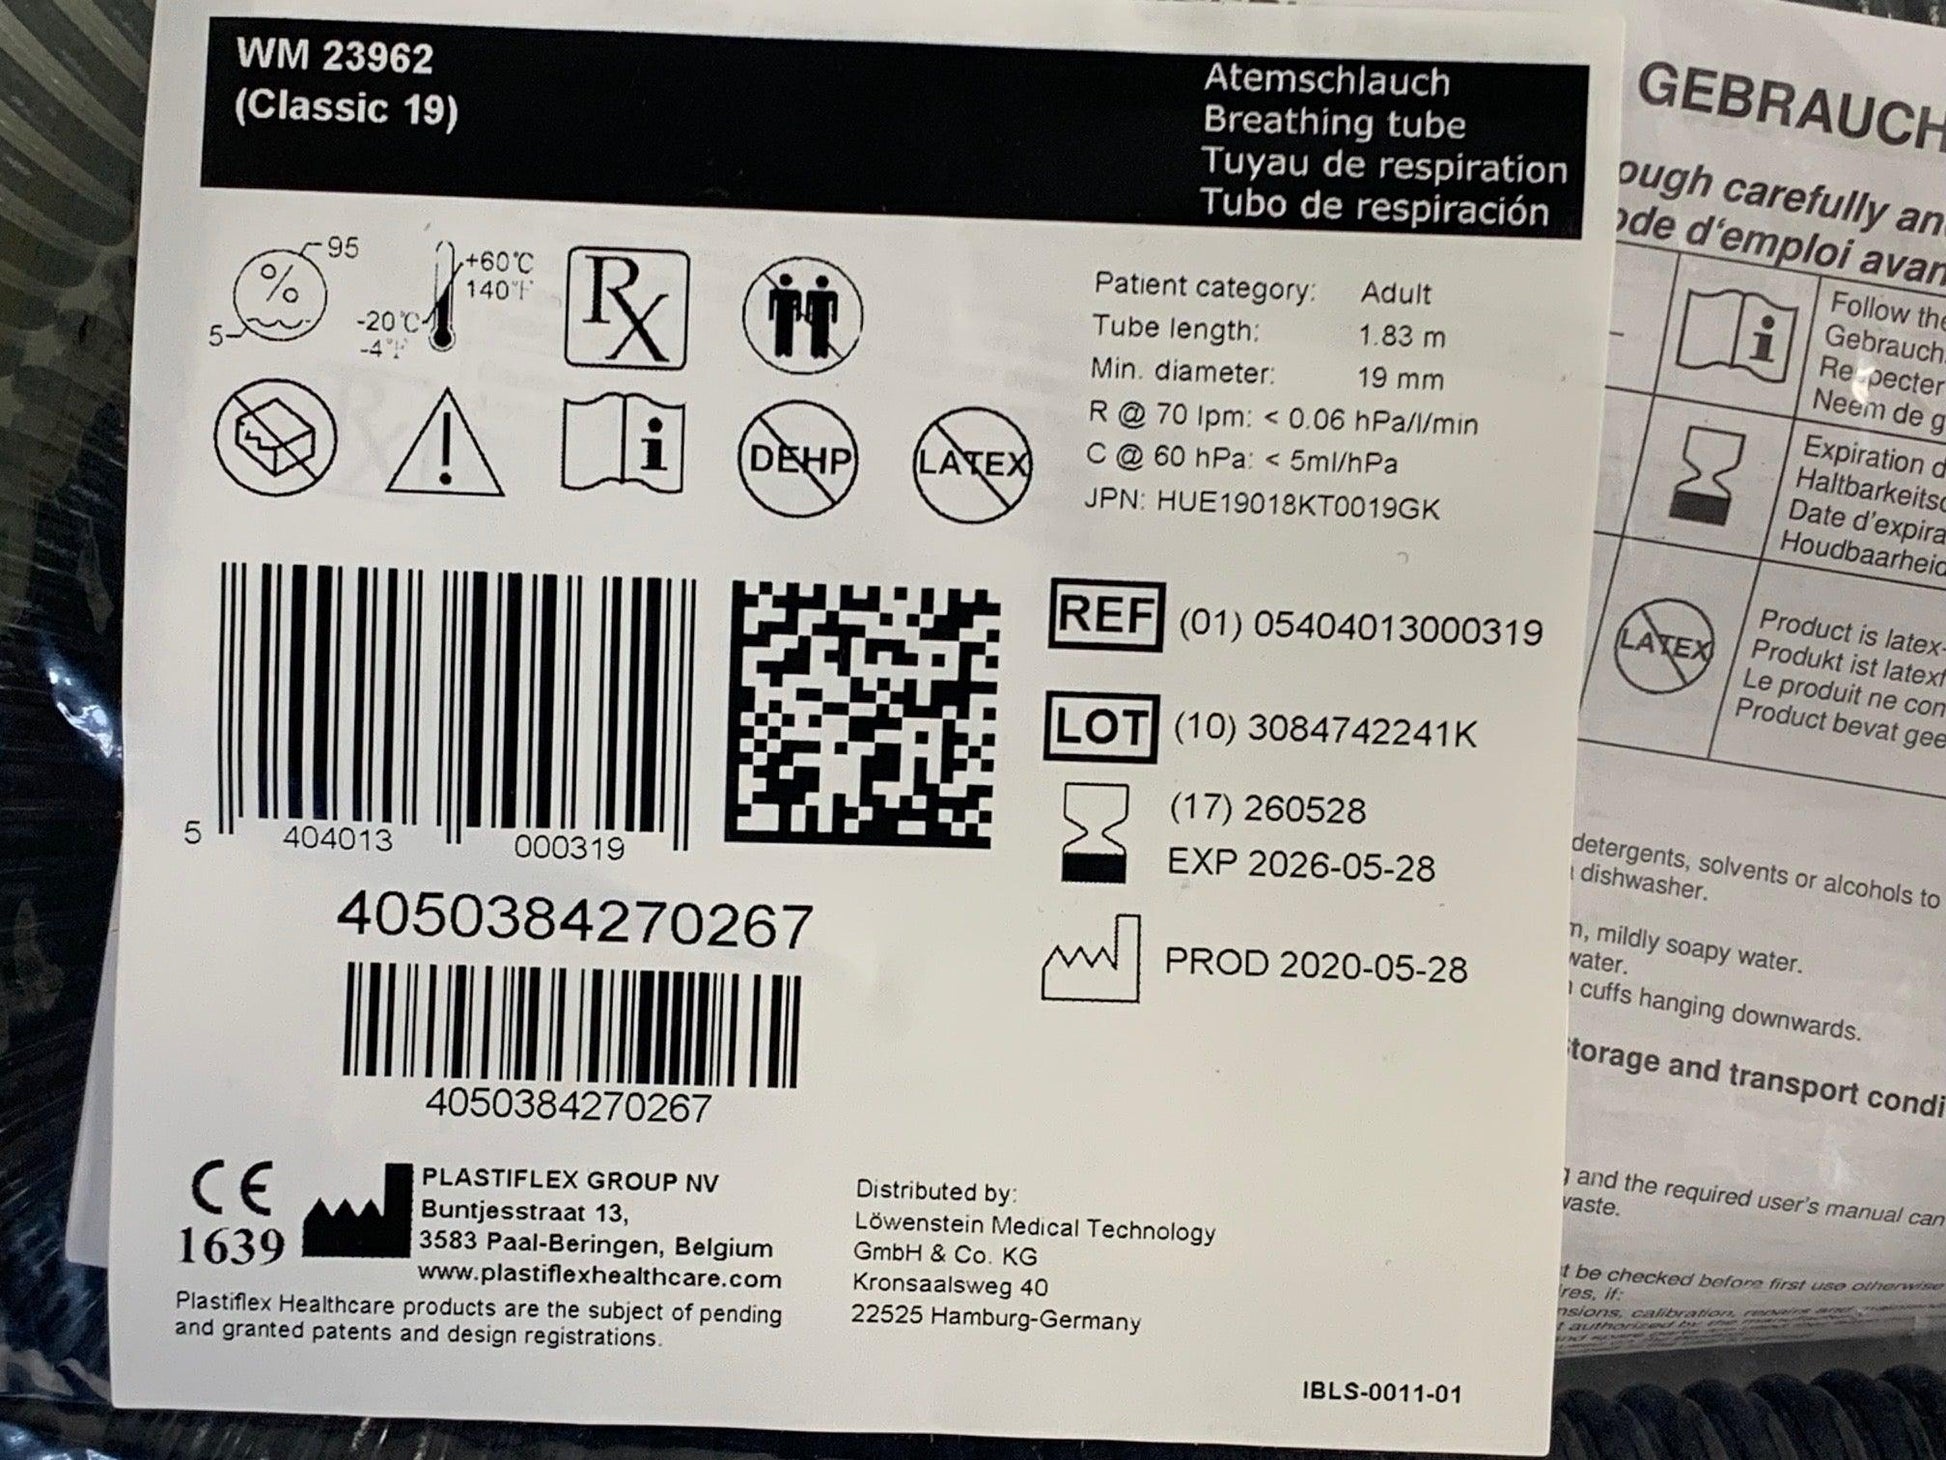 WM 23962
(Classic 19)
Atemschlauch
Breathing tube
Tuyau de respiration
Tubo de respiración
95
%
5
+60°C
140°F
-20°C
-4°F
Rx
DEHP
LATEX
Patient category: Adult
Tube length: 1.83 m
Min. diameter: 19 mm
R @ 70 lpm: < 0.06 hPa/l/min
C @ 60 hPa: < 5ml/hPa
JPN: HUE19018KT0019GK
REF (01) 05404013000319
LOT (10) 3084742241K
(17) 260528
EXP 2026-05-28
PROD 2020-05-28
5 404013 000319
4050384270267
4050384270267
CE
1639
PLASTIFLEX GROUP NV
Buntjesstraat 13,
3583 Paal-Beringen, Belgium
www.plastiflexhealthcare.com
Plastiflex Healthcare products are the subject of pending
and granted patents and design registrations.
Distributed by:
Löwenstein Medical Technology
GmbH & Co. KG
Kronsaalsweg 40
22525 Hamburg-Germany
IBLS-0011-01
GEBRAUCH
ough carefully an
ode d'emploi avan
Follow the
Gebrauch
Respecter
Neem de g
Expiration d
Haltbarkeits
Date d'expira
Houdbaarheid
LATEX
Product is latex-
Produkt ist latexf
Le produit ne con
Product bevat gee
detergents, solvents or alcohols to
dishwasher.
m, mildly soapy water.
water.
cuffs hanging downwards.
torage and transport condi
and the required user's manual can
waste.
t be checked before first use otherwise
res, if:
nsions, calibration, repairs and